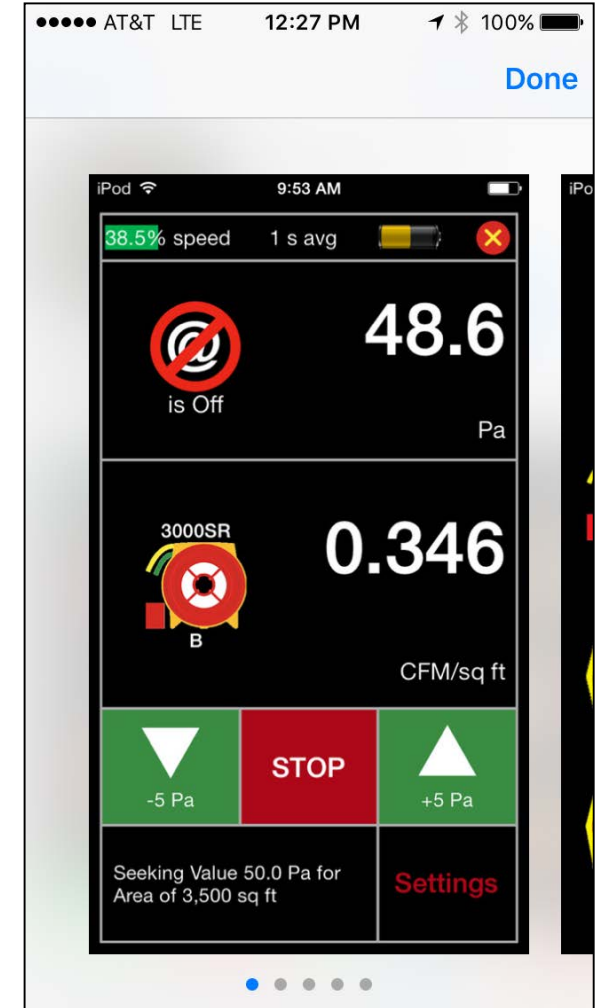 AT&T LTE 12:27 PM 100%
Done
iPod 9:53 AM iPo
38.5% speed 1 s avg
@
48.6
is Off
Pa
3000SR
0.346
B
CFM/sq ft
STOP
-5 Pa +5 Pa
Seeking Value 50.0 Pa for
Area of 3,500 sq ft
Settings